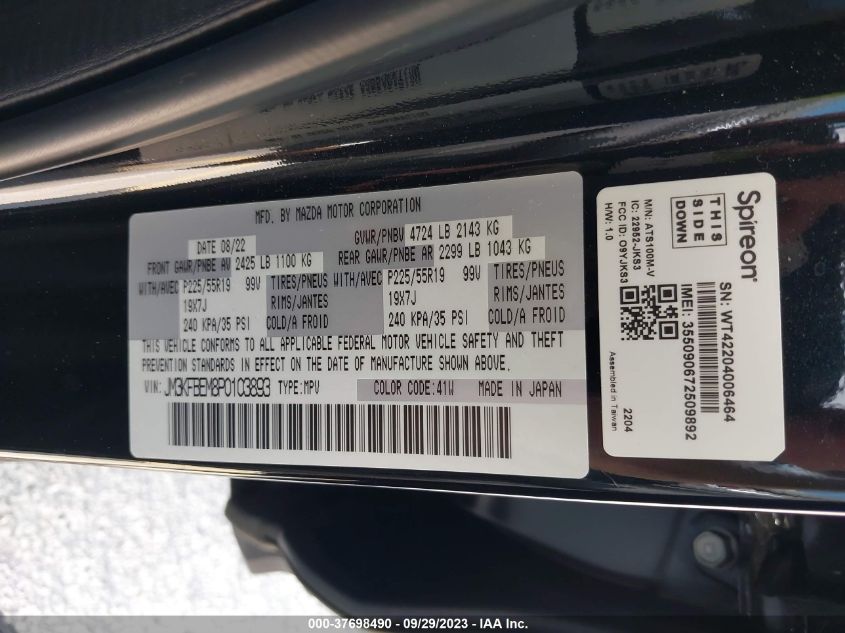 MFD. BY MAZDA MOTOR CORPORATION
DATE 08/22
GVWR/PNBV 4724 LB 2143 KG
FRONT GAWR/PNBE AV 2425 LB 1100 KG
REAR GAWR/PNBE AR 2299 LB 1043 KG
WITH/AVEC P225/55R19 99V TIRES/PNEUS
19X7J RIMS/JANTES
240 KPA/35 PSI COLD/A FROID
WITH/AVEC P225/55R19 99V TIRES/PNEUS
19X7J RIMS/JANTES
240 KPA/35 PSI COLD/A FROID
THIS VEHICLE CONFORMS TO ALL APPLICABLE FEDERAL MOTOR VEHICLE SAFETY AND THEFT
PREVENTION STANDARDS IN EFFECT ON THE DATE OF MANUFACTURE SHOWN ABOVE.
VIN: JM3KFBEM8P0103893 TYPE:MPV COLOR CODE:41W MADE IN JAPAN
Spireon
THIS
SIDE
DOWN
M/N: ATS100M-V
IC: 22952-JKS3
FCC ID: O9YJKS3
H/W: 1.0
SN: WT42204006464
IMEI: 355090672509892
Assembled in Taiwan
2204
000-37698490 - 09/29/2023 - IAA Inc.